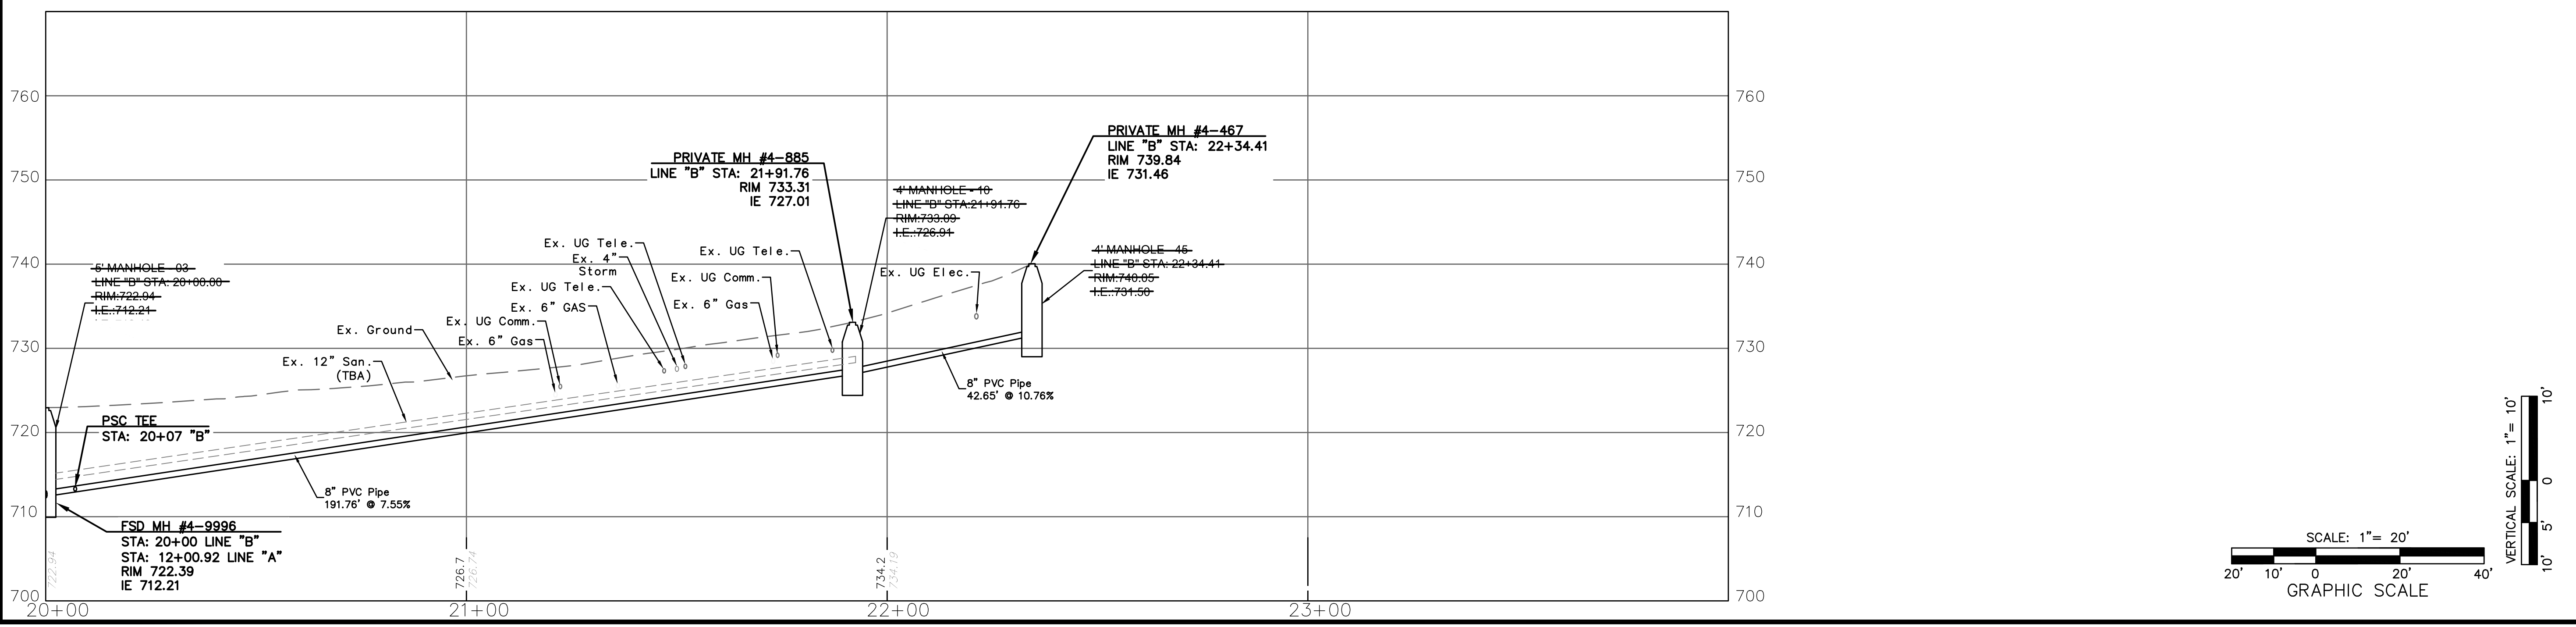 760
750
740
730
720
710
700
760
750
740
730
720
710
700
PRIVATE MH #4-467
LINE "B" STA: 22+34.41
RIM 739.84
IE 731.46
PRIVATE MH #4-885
LINE "B" STA: 21+91.76
RIM 733.31
IE 727.01
4' MANHOLE - 10
LINE "B" STA:21+91.76
RIM:733.09
I.E.:726.91
4' MANHOLE - 45
LINE "B" STA: 22+34.41
RIM:740.05
I.E.:731.50
5' MANHOLE - 03
LINE "B" STA: 20+00.00
RIM:722.94
I.E.:712.21
Ex. UG Tele.
Ex. 4"
Storm
Ex. UG Tele.
Ex. 6" GAS
Ex. UG Comm.
Ex. 6" Gas
Ex. UG Tele.
Ex. UG Comm.
Ex. 6" Gas
Ex. UG Elec.
Ex. Ground
Ex. 12" San.
(TBA)
8" PVC Pipe
42.65' @ 10.76%
PSC TEE
STA: 20+07 "B"
8" PVC Pipe
191.76' @ 7.55%
FSD MH #4-9996
STA: 20+00 LINE "B"
STA: 12+00.92 LINE "A"
RIM 722.39
IE 712.21
722.94
726.7
726.74
734.2
734.19
20+00
21+00
22+00
23+00
SCALE: 1"= 20'
20'
10'
0
20'
40'
GRAPHIC SCALE
VERTICAL SCALE: 1"= 10'
10'
5'
0
10'